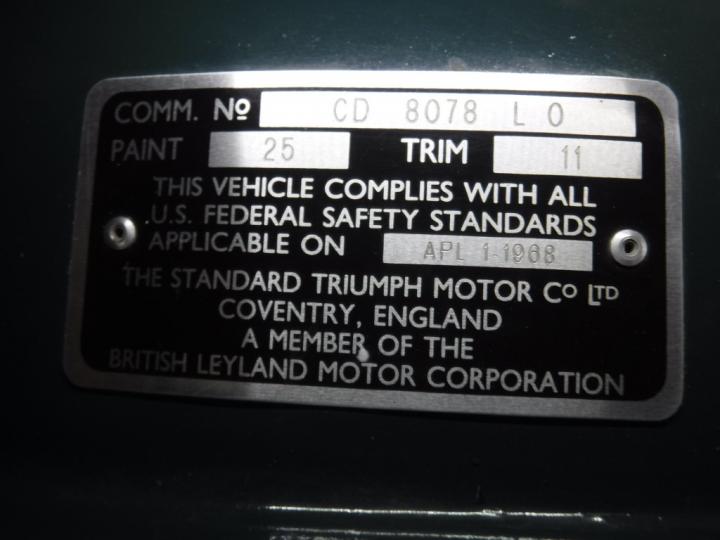 COMM. Nº CD 8078 L O
PAINT 25 TRIM 11
THIS VEHICLE COMPLIES WITH ALL
U.S. FEDERAL SAFETY STANDARDS
APPLICABLE ON APL 1-1968
THE STANDARD TRIUMPH MOTOR Co LTD
COVENTRY, ENGLAND
A MEMBER OF THE
BRITISH LEYLAND MOTOR CORPORATION